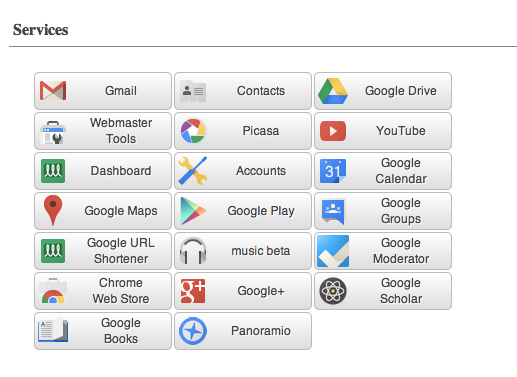 Services
Gmail
Contacts
Google Drive
Webmaster
Tools
Picasa
YouTube
Dashboard
Accounts
31
Google
Calendar
Google Maps
Google Play
Google
Groups
Google URL
Shortener
music beta
Google
Moderator
Chrome
Web Store
g+
Google+
Google
Scholar
A
Google
Books
Panoramio